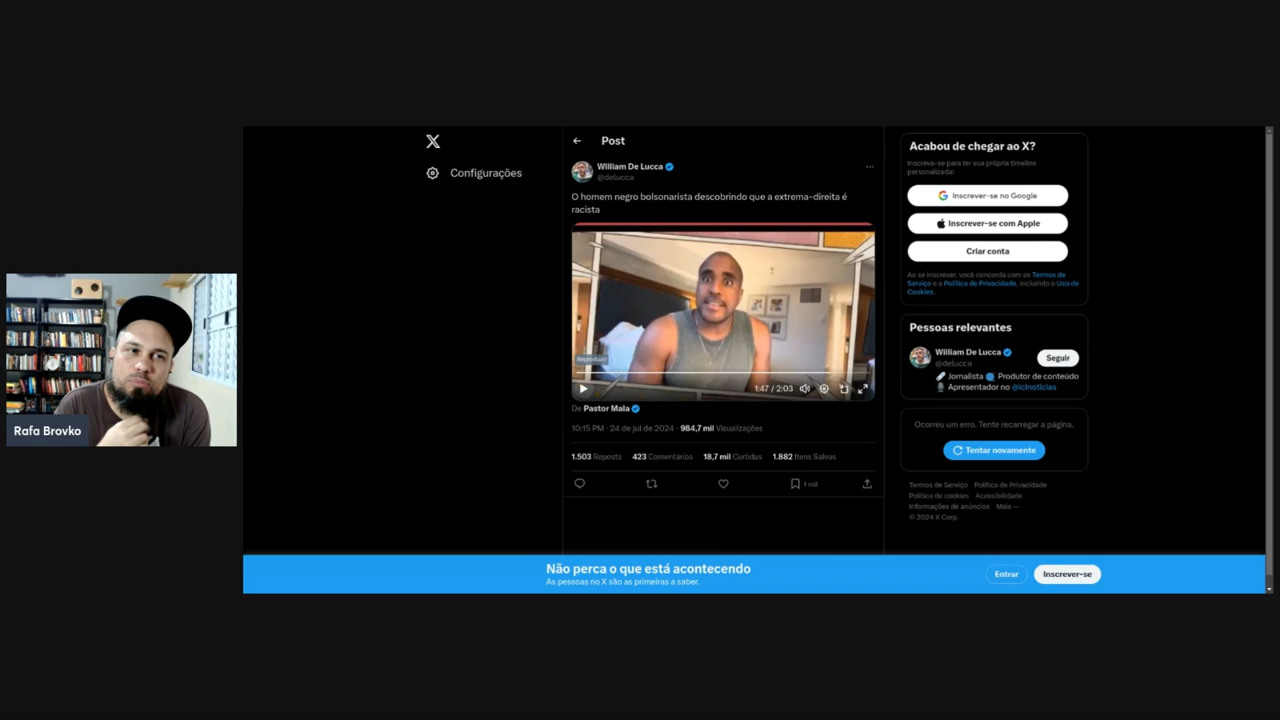 Configurações
Post
William De Lucca
@delucca
O homem negro bolsonarista descobrindo que a extrema-direita é
racista
Reproduzir
1:47 / 2:03
De Pastor Mala
10:15 PM · 24 de jul de 2024 · 984,7 mil Visualizações
1.503 Reposts 423 Comentários 18,7 mil Curtidas 1.882 Itens Salvos
1 mil
Acabou de chegar ao X?
Inscreva-se para ter sua própria timeline
personalizada!
Inscrever-se no Google
Inscrever-se com Apple
Criar conta
Ao se inscrever, você concorda com os Termos de
Serviço e a Política de Privacidade, incluindo o Uso de
Cookies.
Pessoas relevantes
William De Lucca
@delucca
Seguir
Jornalista Produtor de conteúdo
Apresentador no @iclnoticias
Ocorreu um erro. Tente recarregar a página.
Tentar novamente
Termos de Serviço Política de Privacidade
Política de cookies Acessibilidade
Informações de anúncios Mais —
© 2024 X Corp.
Rafa Brovko
Não perca o que está acontecendo
As pessoas no X são as primeiras a saber.
Entrar
Inscrever-se